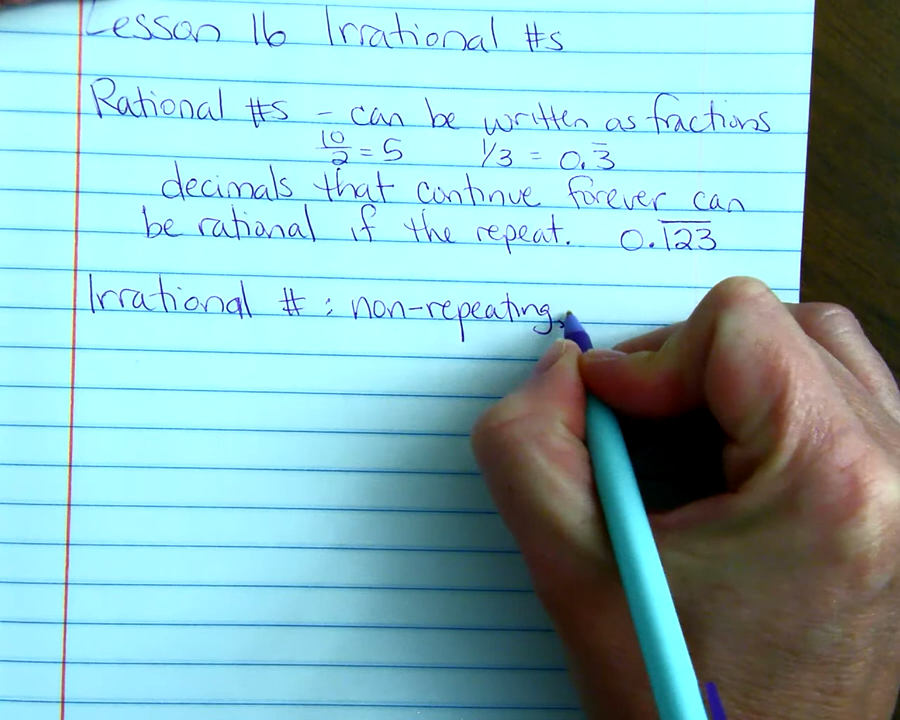 Lesson 16 Irrational #s
Rational #s - can be written as fractions
10/2 = 5 1/3 = 0.3̅
decimals that continue forever can
be rational if the repeat. 0.1̅2̅3̅
Irrational # : non-repeating,